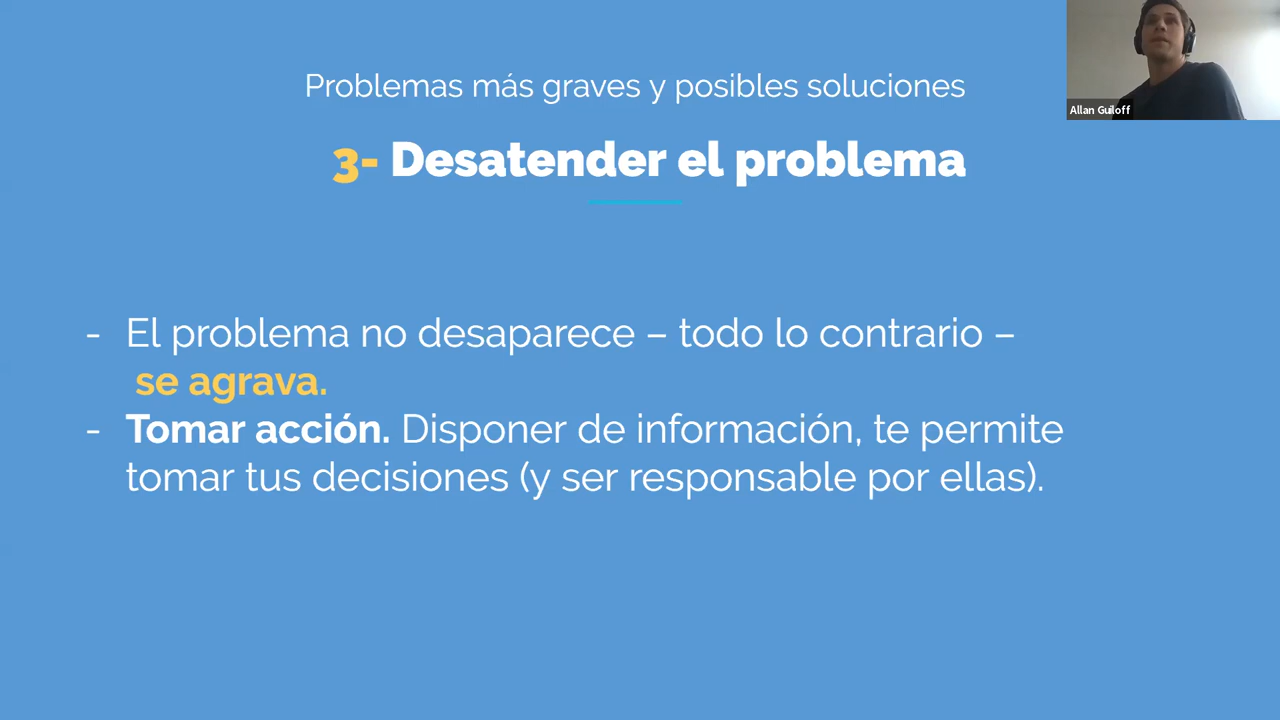 Problemas más graves y posibles soluciones
3- Desatender el problema
Allan Guiloff
- El problema no desaparece – todo lo contrario –
se agrava.
- Tomar acción. Disponer de información, te permite
tomar tus decisiones (y ser responsable por ellas).